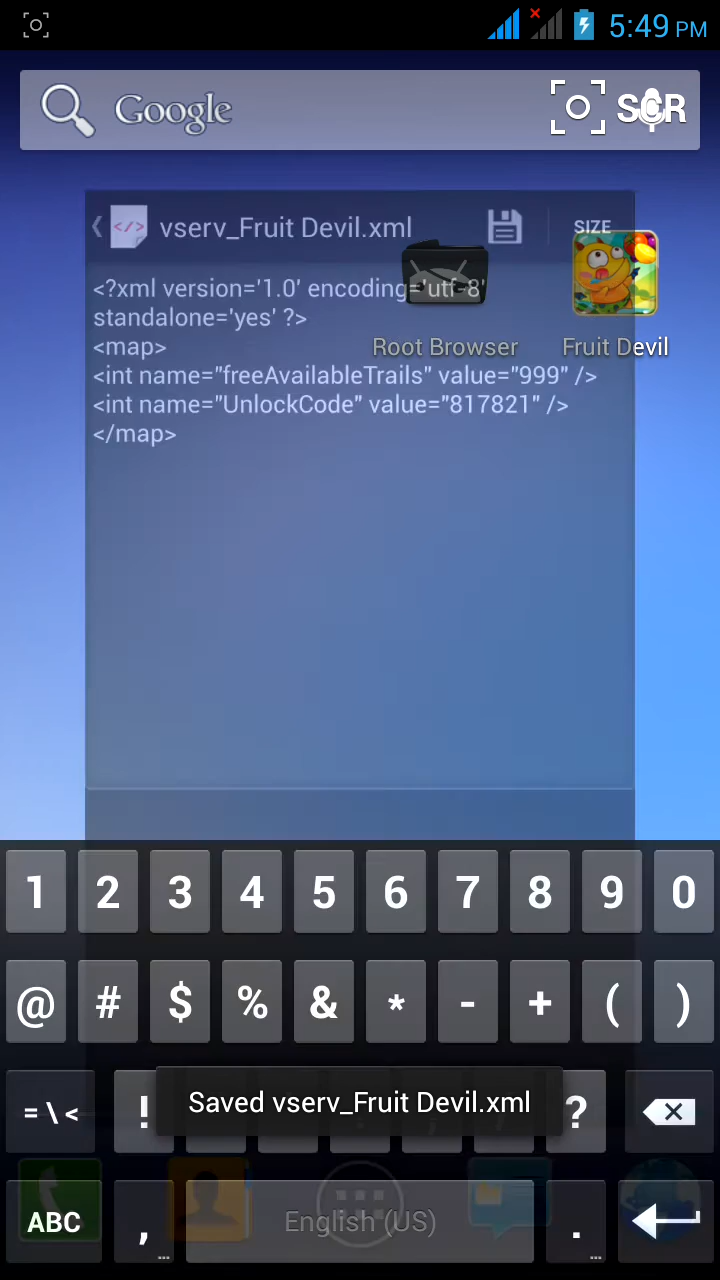 5:49 PM
Google
SCR
vserv_Fruit Devil.xml
SIZE
<?xml version='1.0' encoding='utf-8'
standalone='yes' ?>
<map>
<int name="freeAvailableTrails" value="999" />
<int name="UnlockCode" value="817821" />
</map>
Root Browser
Fruit Devil
1 2 3 4 5 6 7 8 9 0
@ # $ % & * - + ( )
= \ < ! ?
Saved vserv_Fruit Devil.xml
ABC , English (US) .